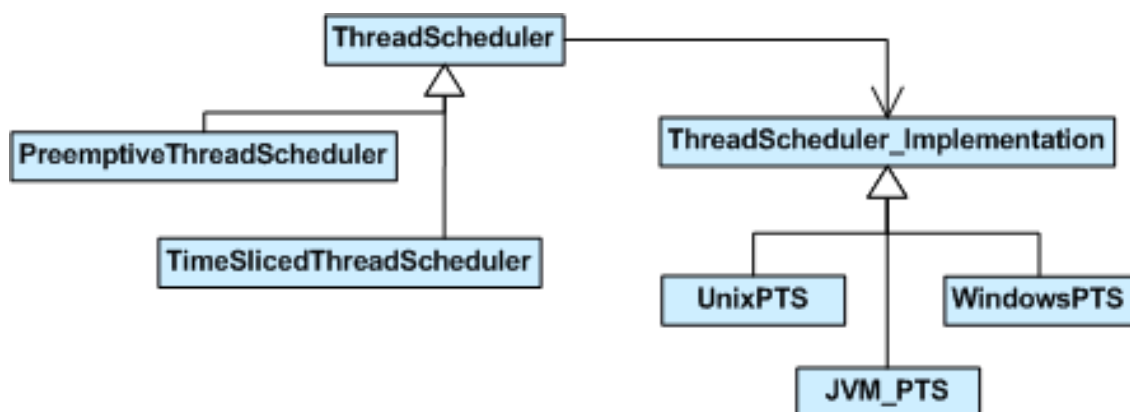 ThreadScheduler
PreemptiveThreadScheduler
ThreadScheduler_Implementation
TimeSlicedThreadScheduler
UnixPTS
WindowsPTS
JVM_PTS